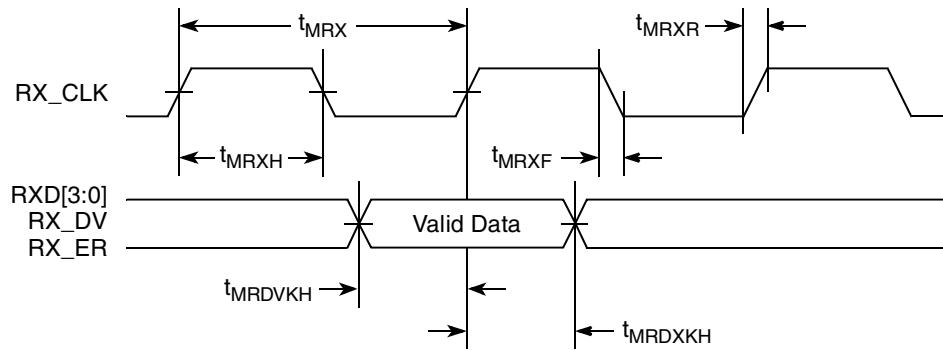 tMRX
tMRXR
RX_CLK
tMRXH
tMRXF
RXD[3:0]
RX_DV
RX_ER
Valid Data
tMRDVKH
tMRDXKH